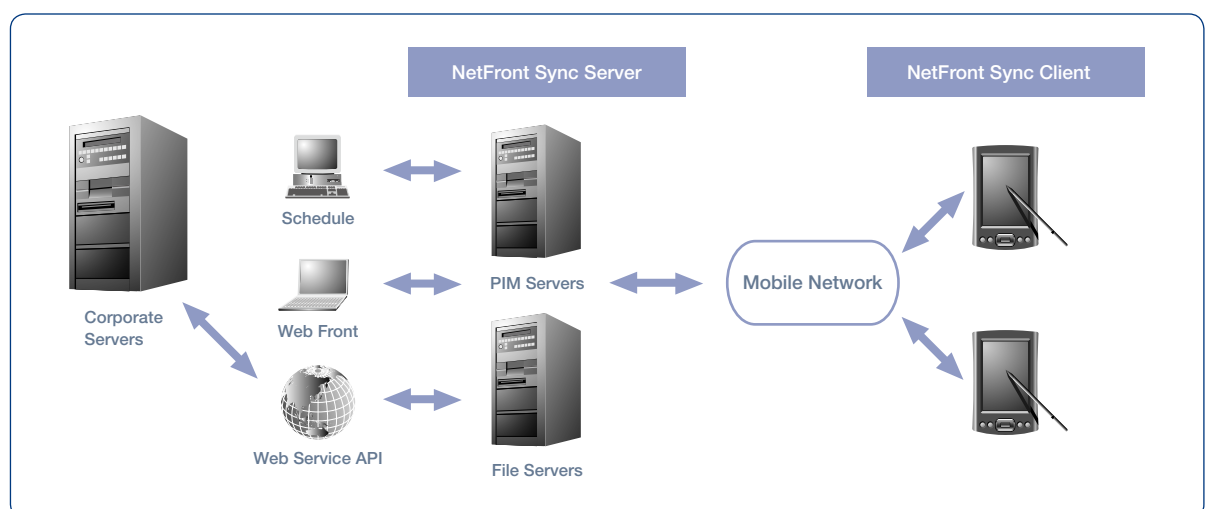 NetFront Sync Server
NetFront Sync Client
Schedule
PIM Servers
Mobile Network
Corporate
Servers
Web Front
Web Service API
File Servers